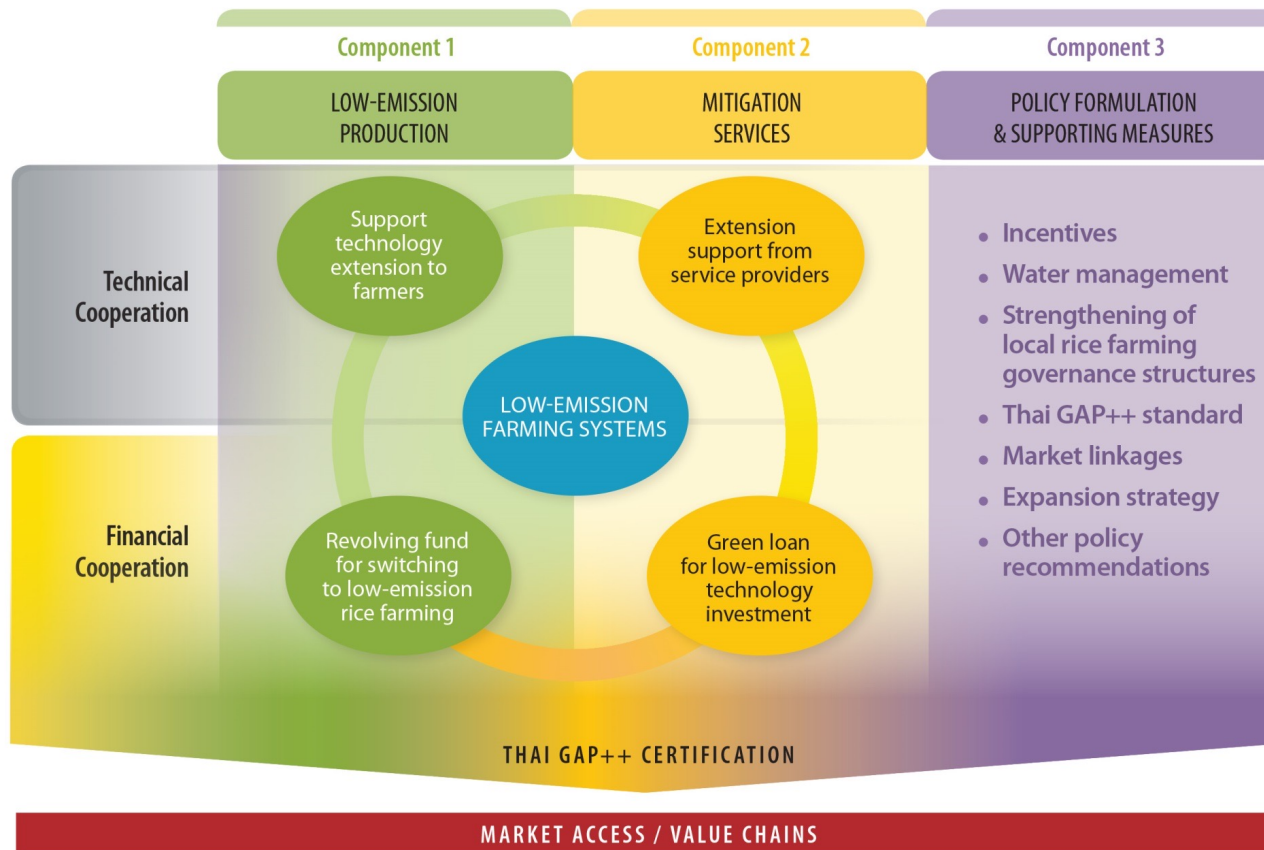 Component 1
Component 2
Component 3
LOW-EMISSION
PRODUCTION
MITIGATION
SERVICES
POLICY FORMULATION
& SUPPORTING MEASURES
Technical
Cooperation
Support
technology
extension to
farmers
Extension
support from
service providers
LOW-EMISSION
FARMING SYSTEMS
Financial
Cooperation
Revolving fund
for switching
to low-emission
rice farming
Green loan
for low-emission
technology
investment
• Incentives
• Water management
• Strengthening of
local rice farming
governance structures
• Thai GAP++ standard
• Market linkages
• Expansion strategy
• Other policy
recommendations
THAI GAP++ CERTIFICATION
MARKET ACCESS / VALUE CHAINS